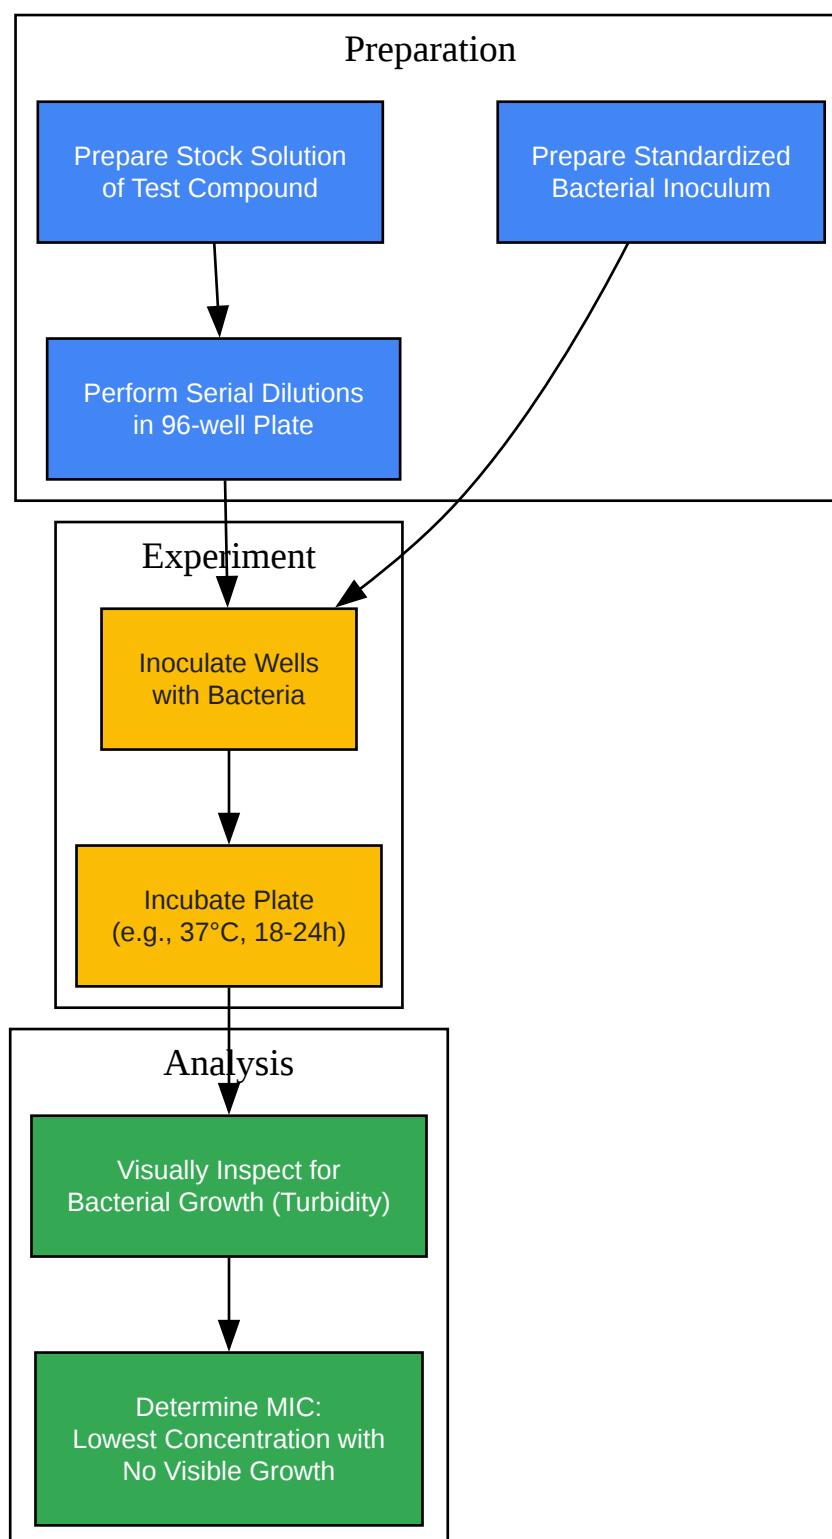 Preparation
Prepare Stock Solution
of Test Compound
Prepare Standardized
Bacterial Inoculum
Perform Serial Dilutions
in 96-well Plate
Experiment
Inoculate Wells
with Bacteria
Incubate Plate
(e.g., 37°C, 18-24h)
Analysis
Visually Inspect for
Bacterial Growth (Turbidity)
Determine MIC:
Lowest Concentration with
No Visible Growth